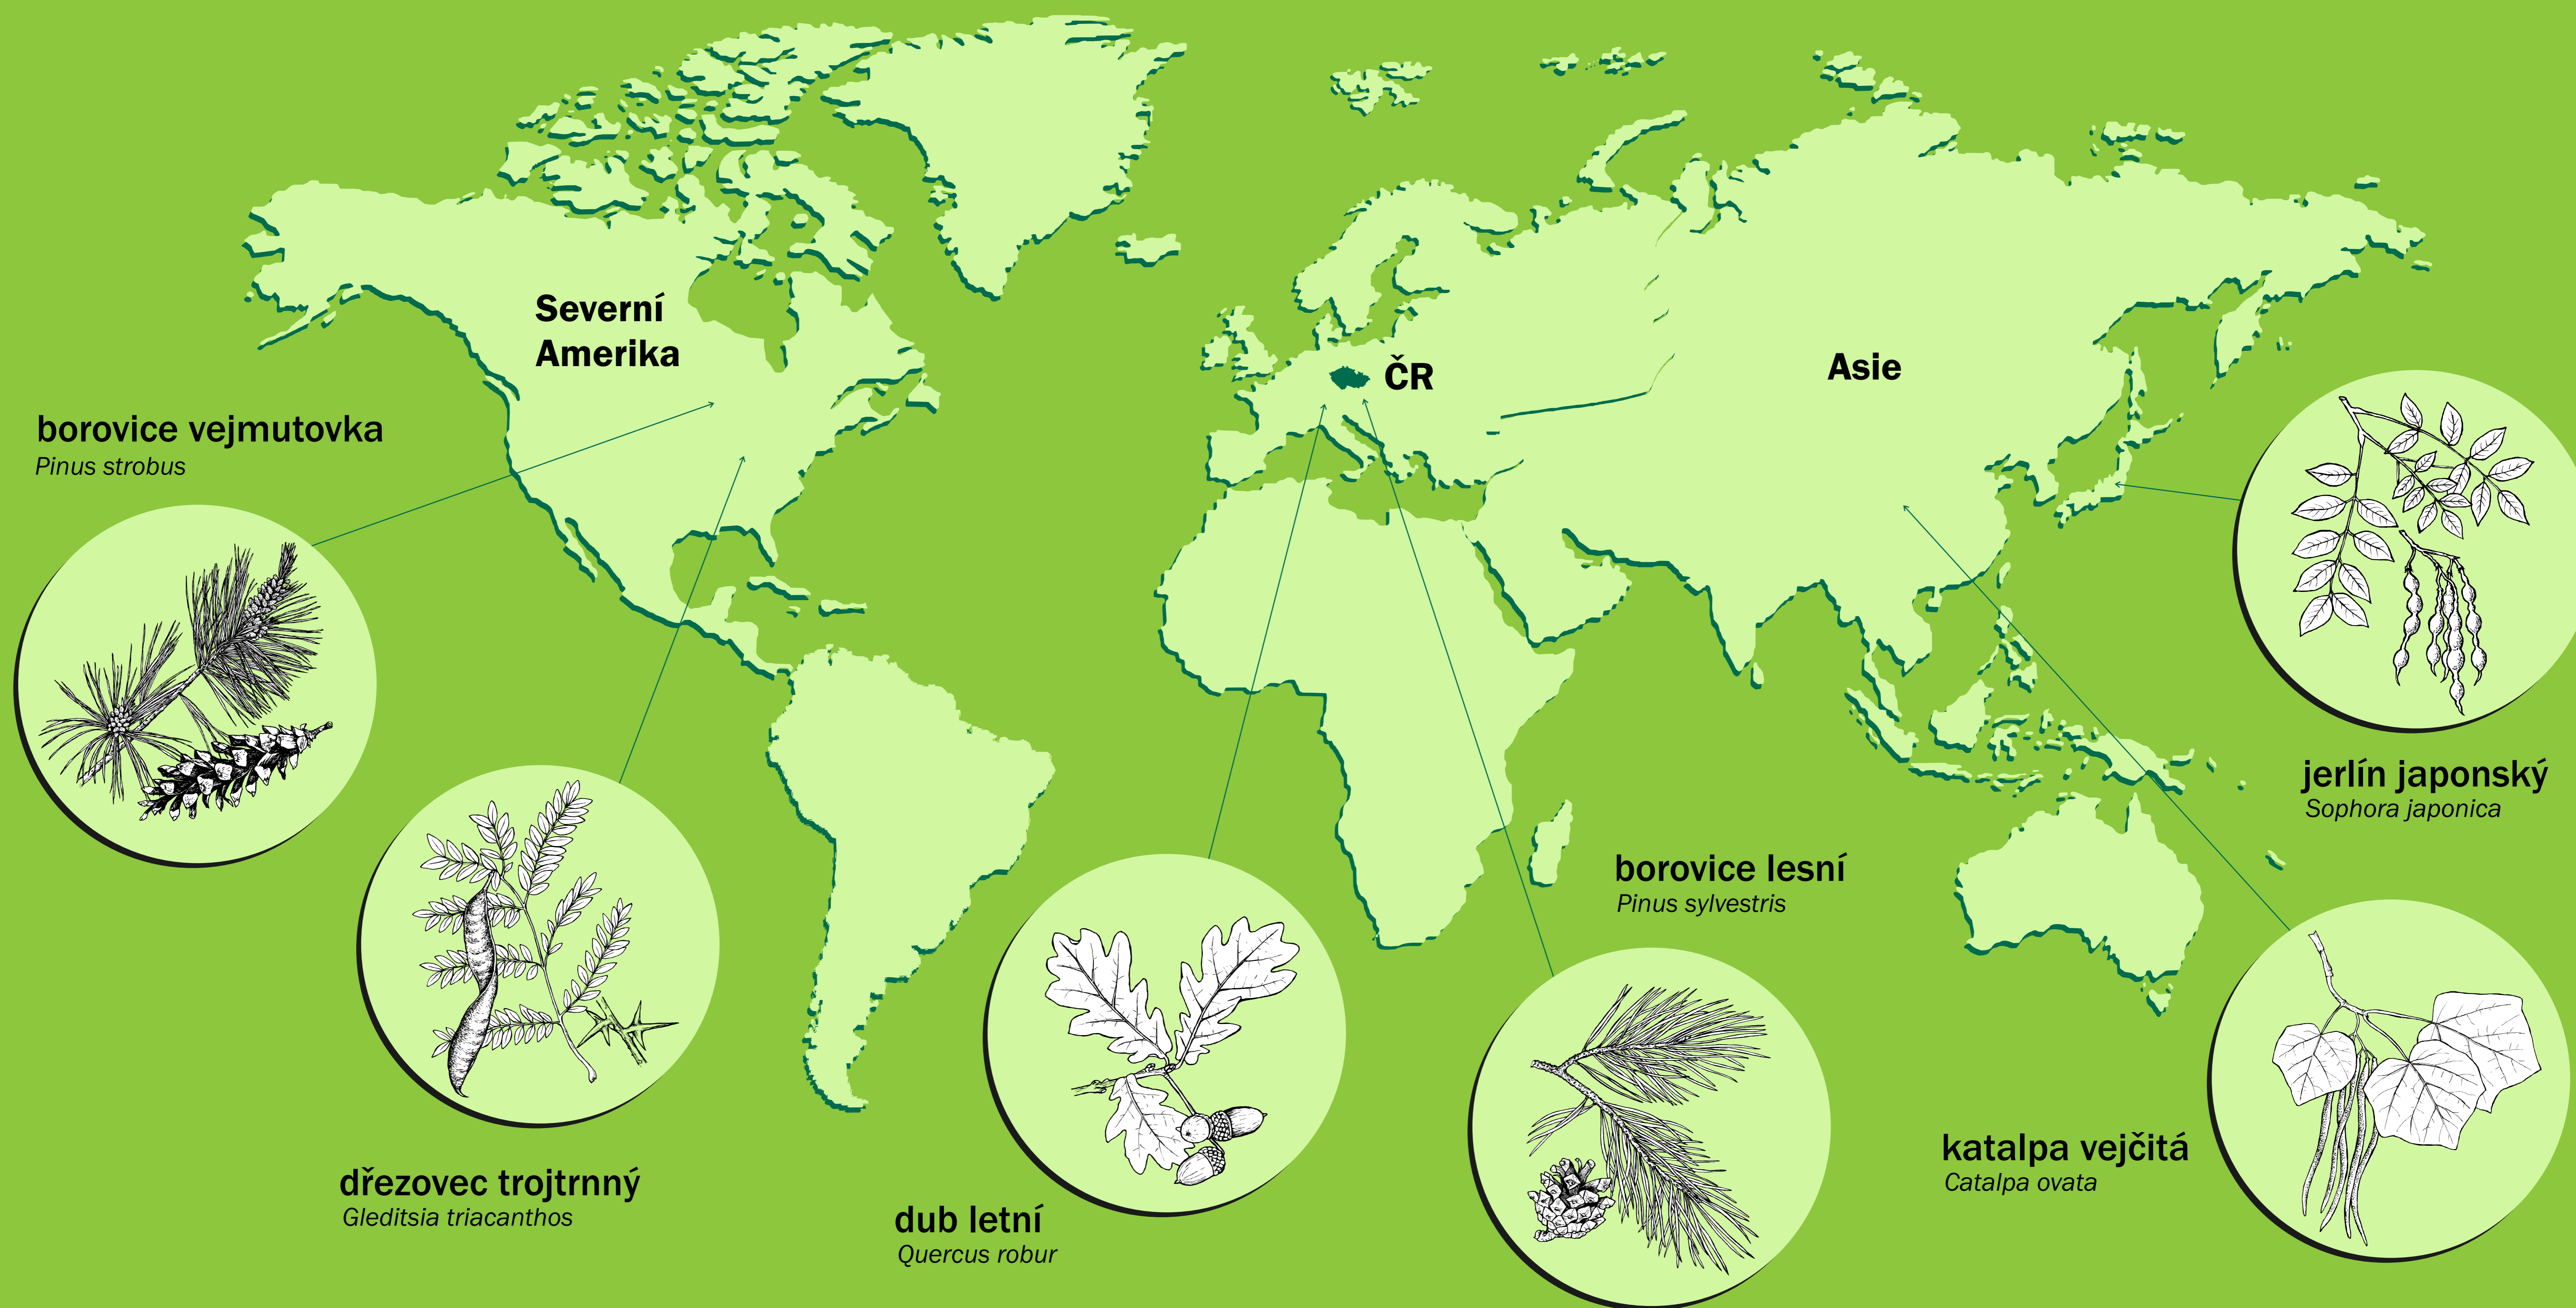 Severní
Amerika
ČR
Asie
borovice vejmutovka
Pinus strobus
jerlín japonský
Sophora japonica
borovice lesní
Pinus sylvestris
katalpa vejčitá
Catalpa ovata
dřezovec trojtrnný
Gleditsia triacanthos
dub letní
Quercus robur